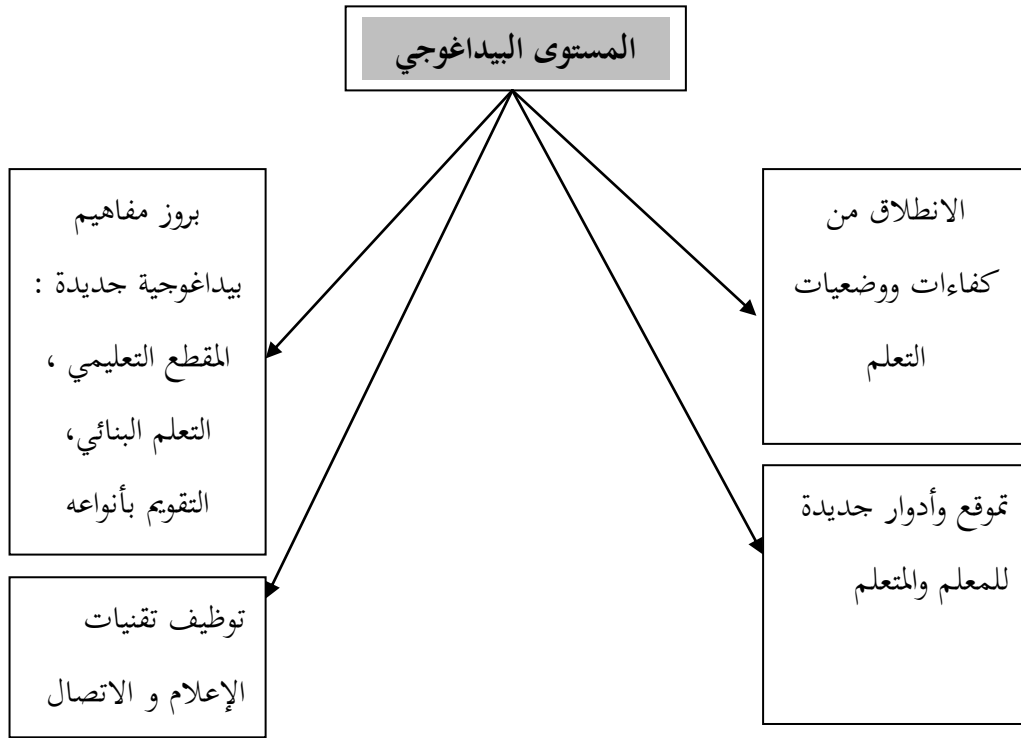 المستوى البيداغوجي
الانطلاق من
كفاءات ووضعيات
التعلم
تموقع وأدوار جديدة
للمعلم والمتعلم
بروز مفاهيم
بيداغوجية جديدة :
المقطع التعليمي ،
التعلم البنائي،
التقويم بأنواعه
توظيف تقنيات
الإعلام و الاتصال